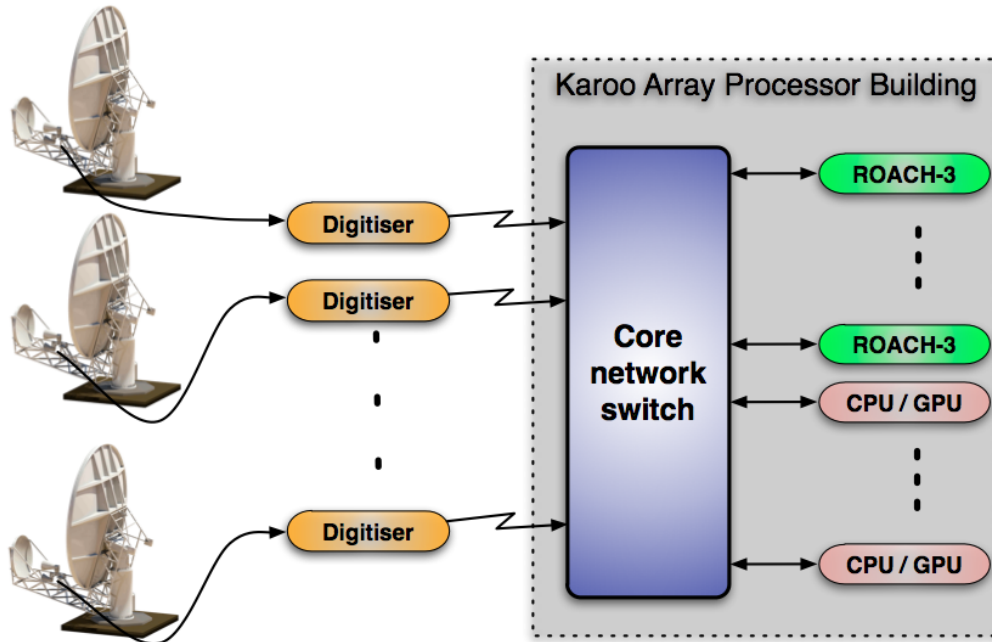 Karoo Array Processor Building
Digitiser
Digitiser
Digitiser
Core
network
switch
ROACH-3
ROACH-3
CPU / GPU
CPU / GPU